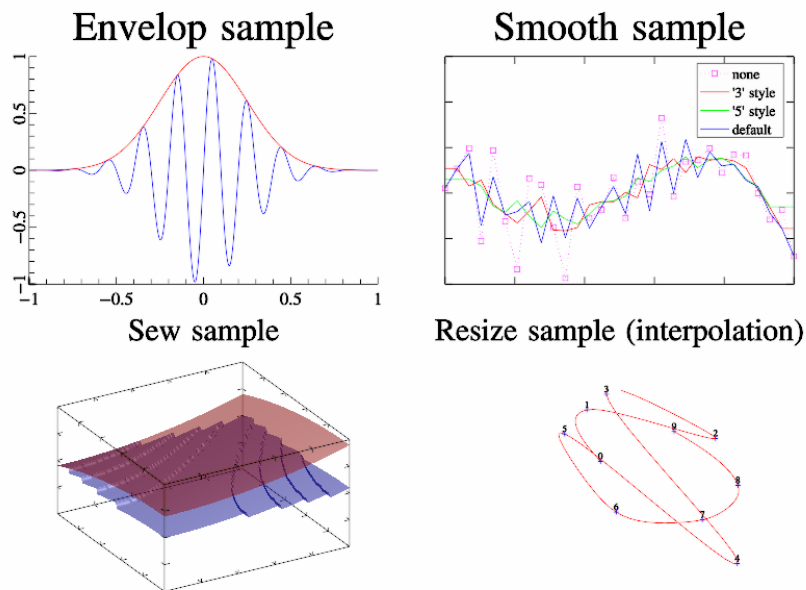 Envelop sample
Smooth sample
1
0.5
0
−0.5
−1
−1
−0.5
0
0.5
1
none
'3' style
'5' style
default
Sew sample
Resize sample (interpolation)
3
1
5
9
2
0
8
6
7
4